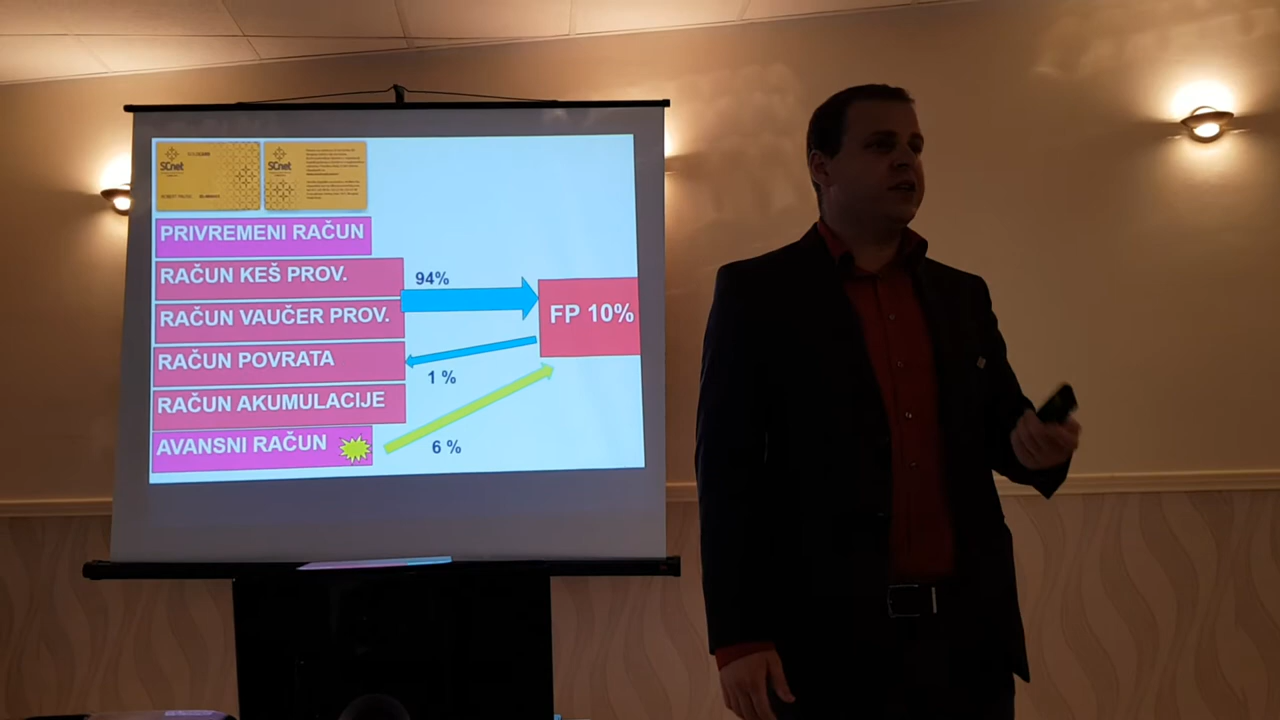 SCnet
SCnet
PRIVREMENI RAČUN
RAČUN KEŠ PROV.
94%
RAČUN VAUČER PROV.
FP 10%
RAČUN POVRATA
1 %
RAČUN AKUMULACIJE
AVANSNI RAČUN
6 %